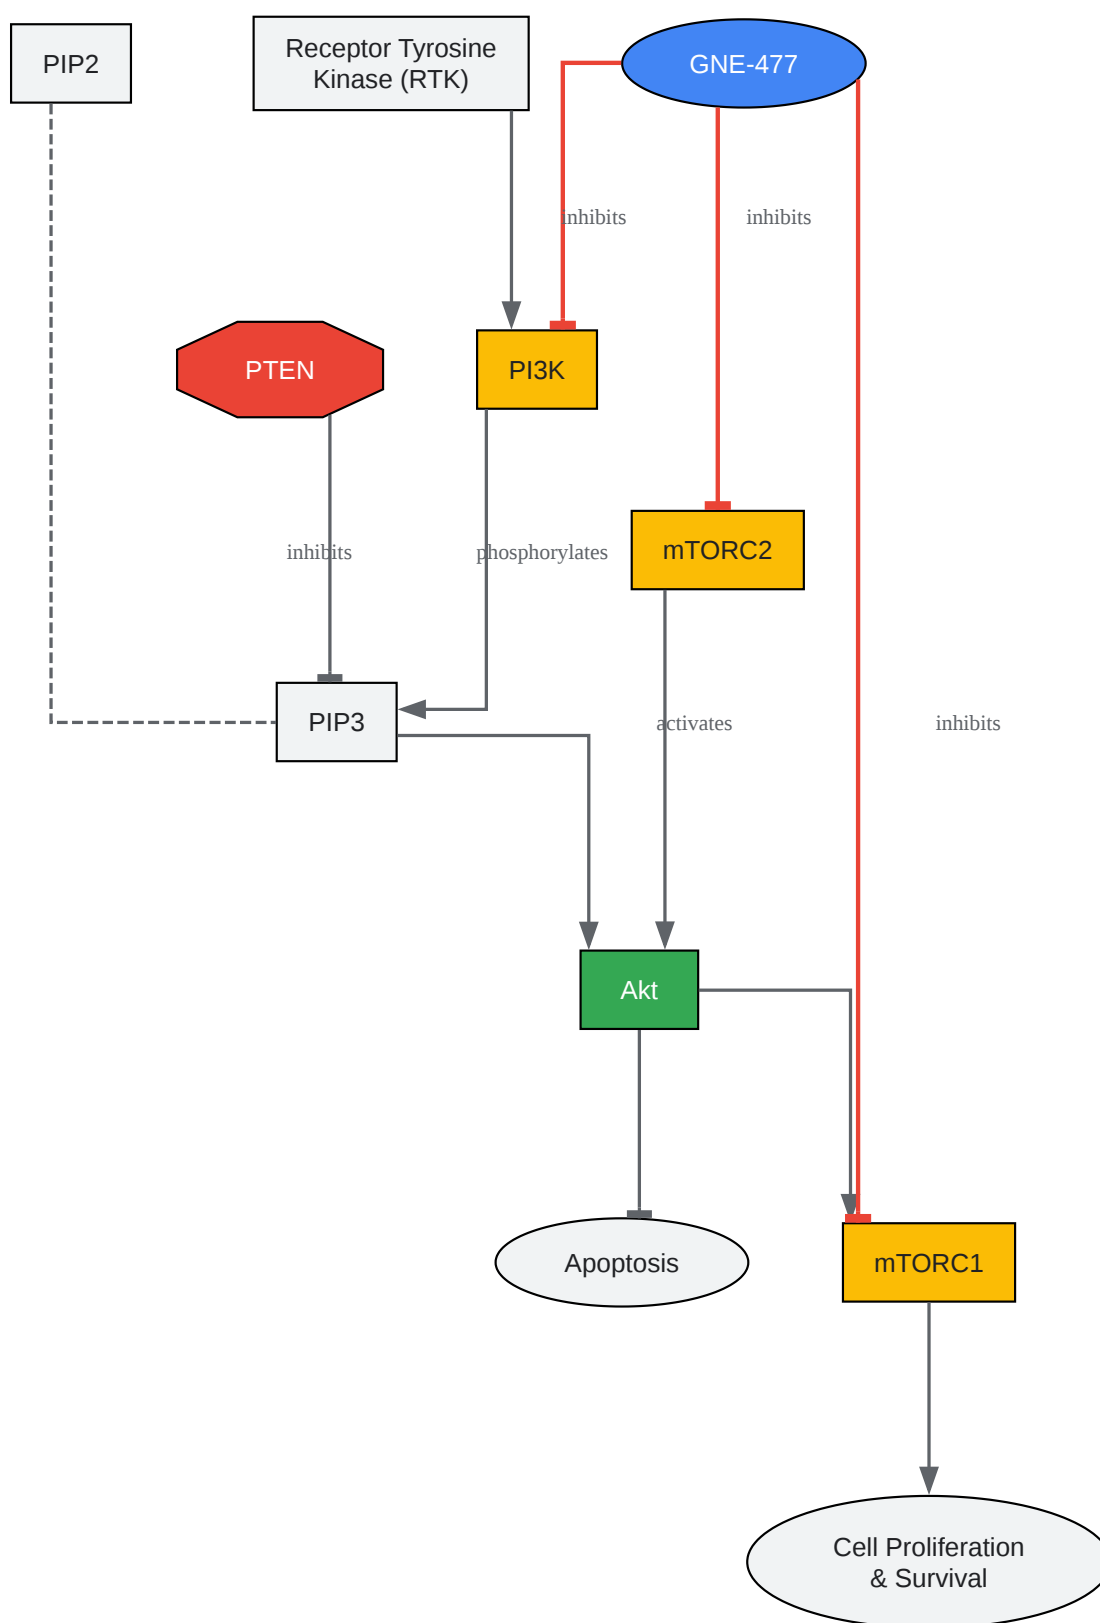 PIP2
Receptor Tyrosine
Kinase (RTK)
GNE-477
inhibits
inhibits
PTEN
PI3K
mTORC2
inhibits
phosphorylates
PIP3
activates
inhibits
Akt
Apoptosis
mTORC1
Cell Proliferation
& Survival